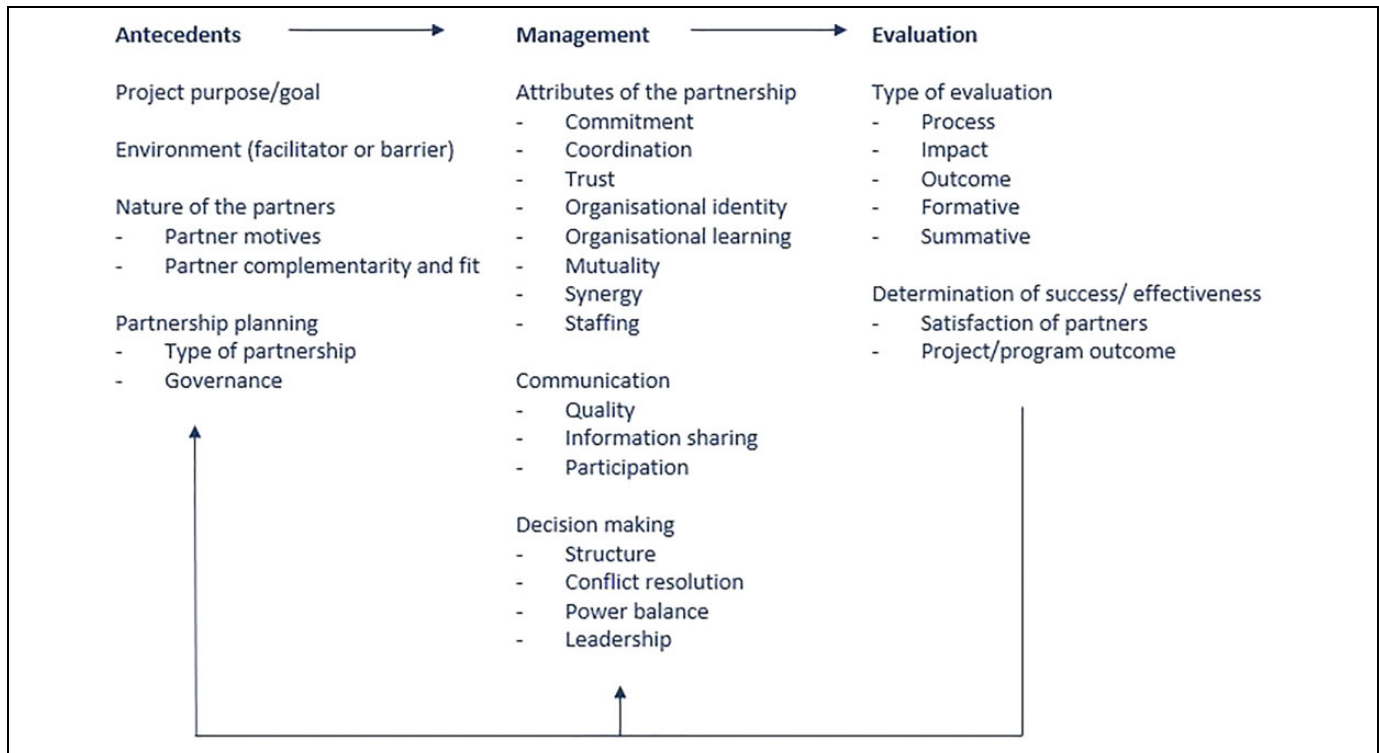 Antecedents
Project purpose/goal
Environment (facilitator or barrier)
Nature of the partners
- Partner motives
- Partner complementarity and fit
Partnership planning
- Type of partnership
- Governance
Management
Attributes of the partnership
- Commitment
- Coordination
- Trust
- Organisational identity
- Organisational learning
- Mutuality
- Synergy
- Staffing
Communication
- Quality
- Information sharing
- Participation
Decision making
- Structure
- Conflict resolution
- Power balance
- Leadership
Evaluation
Type of evaluation
- Process
- Impact
- Outcome
- Formative
- Summative
Determination of success/ effectiveness
- Satisfaction of partners
- Project/program outcome